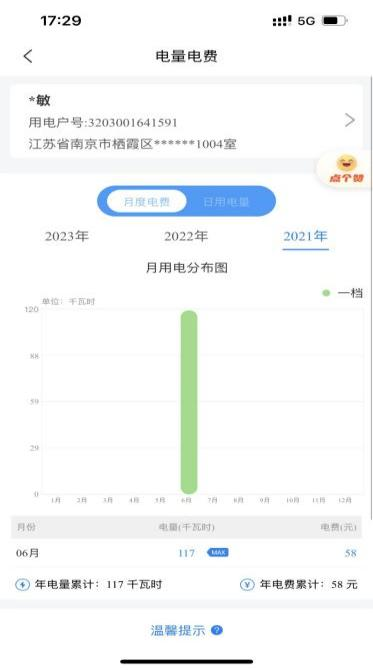 17:29
5G
电量电费
*敏
用电户号:3203001641591
江苏省南京市栖霞区******1004室
点个赞
月度电费 日用电量
2023年 2022年 2021年
月用电分布图
一档
单位：千瓦时
120
88
59
29
0
1月 2月 3月 4月 5月 6月 7月 8月 9月 10月 11月 12月
月份 电量(千瓦时) 电费(元)
06月 117 MAX 58
年电量累计：117 千瓦时 年电费累计：58 元
温馨提示 ?